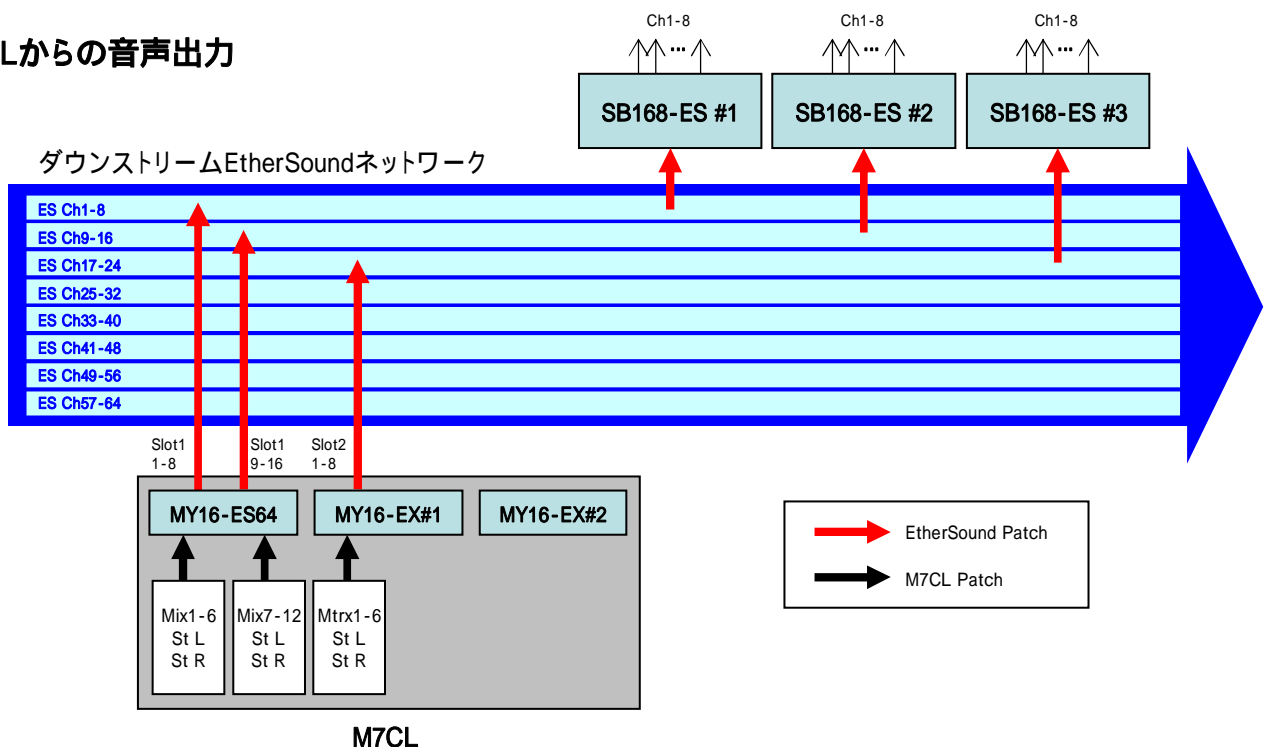 Lからの音声出力
Ch1-8
Ch1-8
Ch1-8
...
...
...
SB168-ES #1
SB168-ES #2
SB168-ES #3
ダウンストリームEtherSoundネットワーク
ES Ch1-8
ES Ch9-16
ES Ch17-24
ES Ch25-32
ES Ch33-40
ES Ch41-48
ES Ch49-56
ES Ch57-64
Slot1
1-8
Slot1
9-16
Slot2
1-8
MY16-ES64
MY16-EX#1
MY16-EX#2
Mix1-6
St L
St R
Mix7-12
St L
St R
Mtrx1-6
St L
St R
M7CL
EtherSound Patch
M7CL Patch